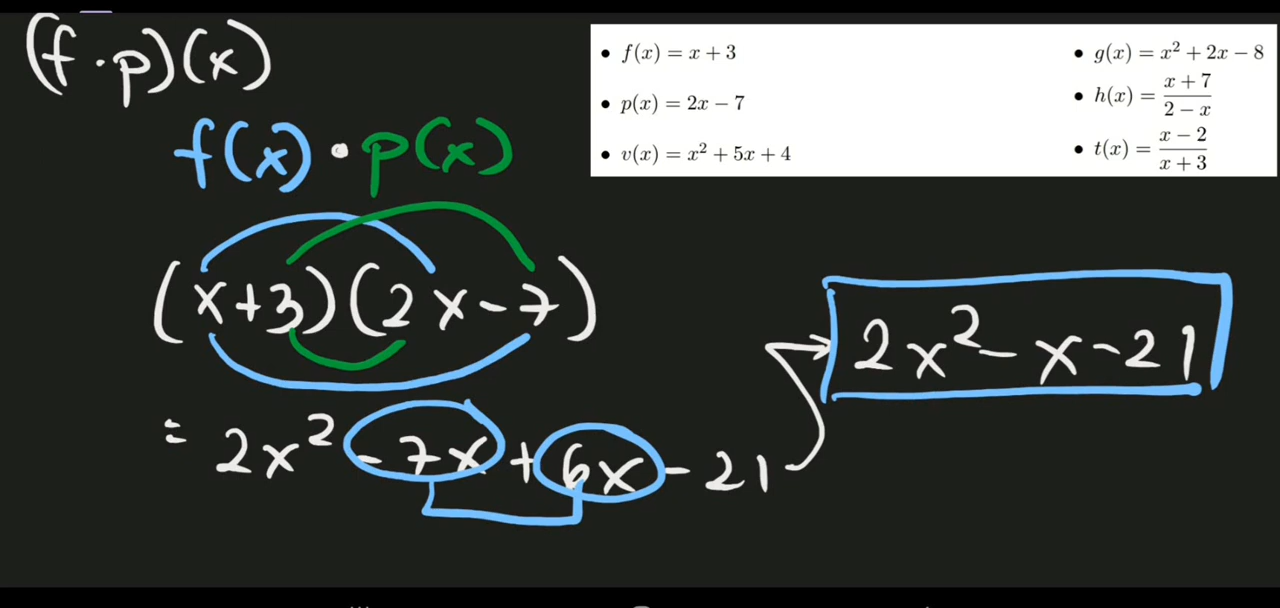 (f · p)(x)
f(x) · p(x)
(x+3)(2x-7)
= 2x² - 7x + 6x - 21
2x² - x - 21
• f(x) = x + 3
• p(x) = 2x − 7
• v(x) = x² + 5x + 4
• g(x) = x² + 2x − 8
• h(x) = (x + 7)/(2 − x)
• t(x) = (x − 2)/(x + 3)